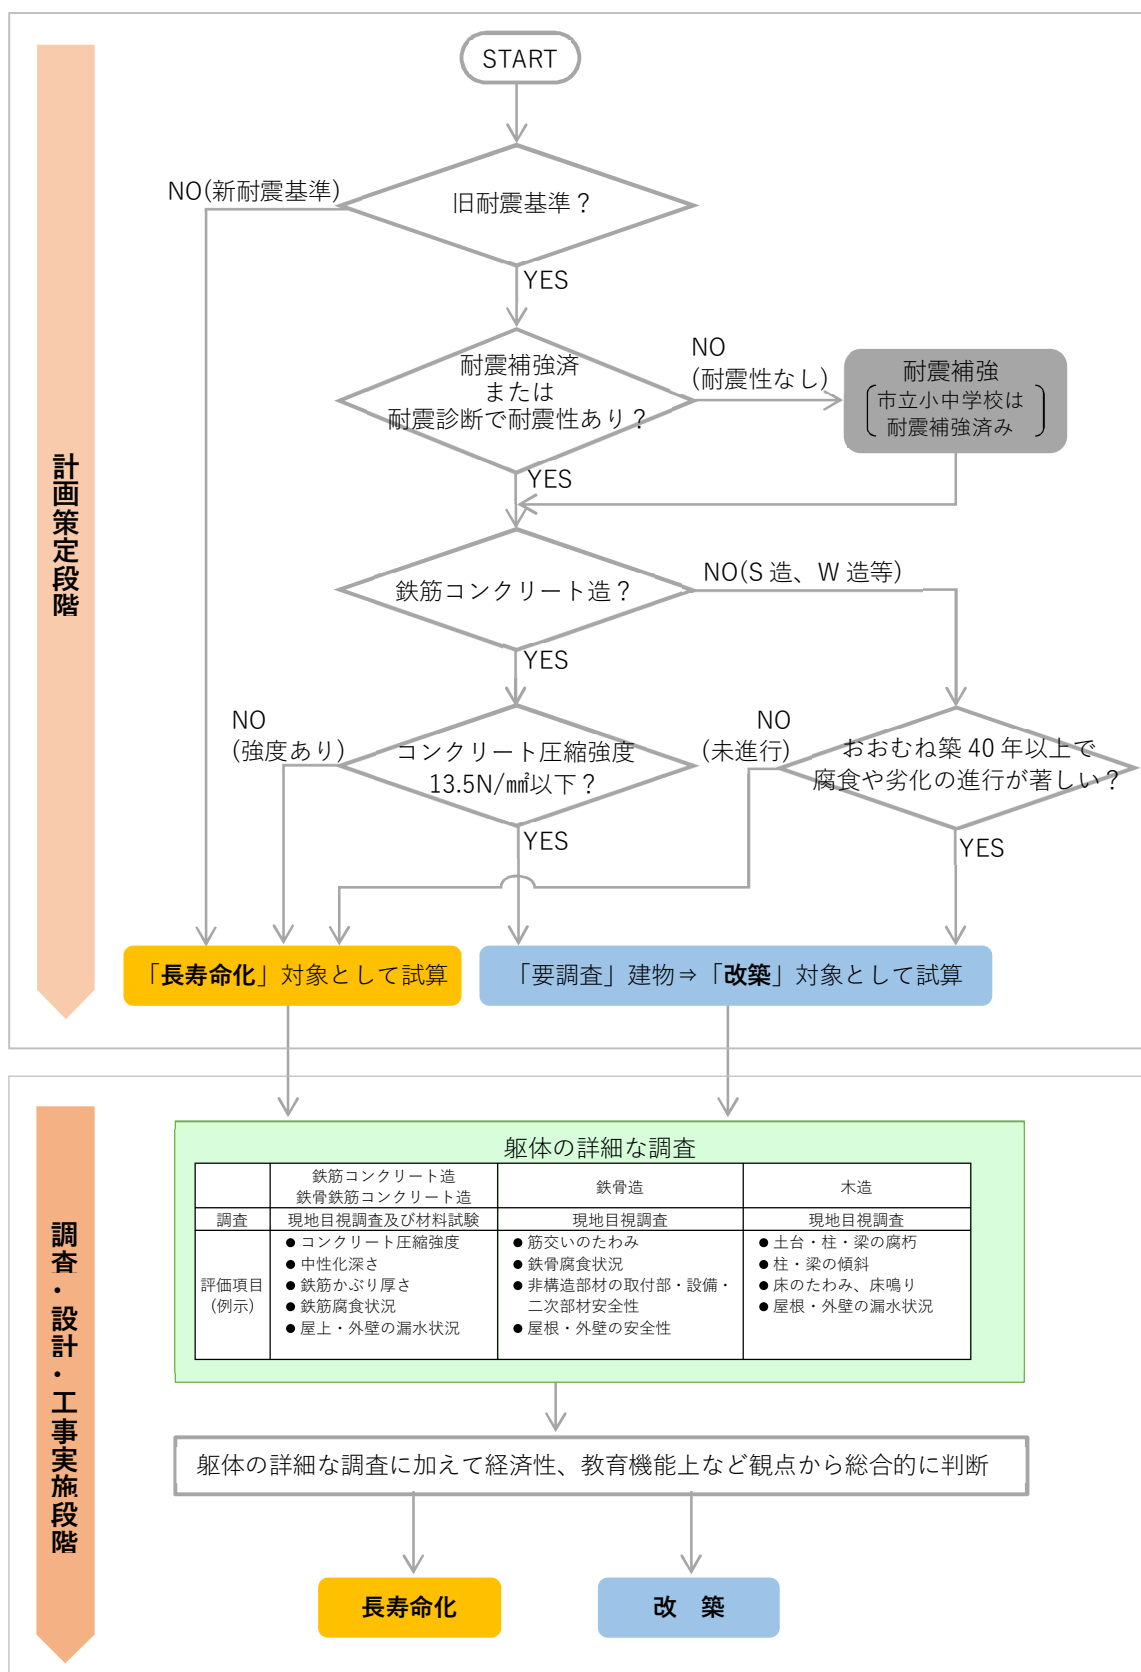 START
NO(新耐震基準)
旧耐震基準？
YES
耐震補強済
または
耐震診断で耐震性あり？
NO
(耐震性なし)
耐震補強
市立小中学校は
耐震補強済み
YES
鉄筋コンクリート造？
NO(S 造、W 造等)
YES
NO
(強度あり)
コンクリート圧縮強度
13.5N/㎟以下？
NO
(未進行)
おおむね築 40 年以上で
腐食や劣化の進行が著しい？
YES
YES
「長寿命化」対象として試算
「要調査」建物⇒「改築」対象として試算
計画策定段階
躯体の詳細な調査
鉄筋コンクリート造
鉄骨鉄筋コンクリート造
鉄骨造
木造
調査
現地目視調査及び材料試験
現地目視調査
現地目視調査
評価項目
(例示)
●コンクリート圧縮強度
●中性化深さ
●鉄筋かぶり厚さ
●鉄筋腐食状況
●屋上・外壁の漏水状況
●筋交いのたわみ
●鉄骨腐食状況
●非構造部材の取付部・設備・
二次部材安全性
●屋根・外壁の安全性
●土台・柱・梁の腐朽
●柱・梁の傾斜
●床のたわみ、床鳴り
●屋根・外壁の漏水状況
躯体の詳細な調査に加えて経済性、教育機能上など観点から総合的に判断
長寿命化
改　築
調査・設計・工事実施段階